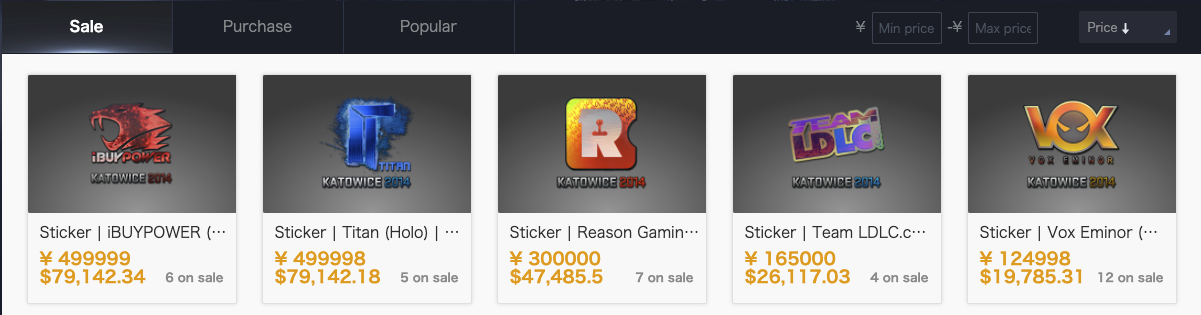 Sale
Purchase
Popular
¥ Min price -¥ Max price
Price ⬇
iBUYPOWER
KATOWICE 2014
Sticker | iBUYPOWER (···
¥ 499999
$79,142.34 6 on sale
TITAN
KATOWICE 2014
Sticker | Titan (Holo) | ···
¥ 499998
$79,142.18 5 on sale
R
KATOWICE 2014
Sticker | Reason Gamin···
¥ 300000
$47,485.5 7 on sale
TEAM
LDLC
KATOWICE 2014
Sticker | Team LDLC.c···
¥ 165000
$26,117.03 4 on sale
VOX
VOX EMINOR
KATOWICE 2014
Sticker | Vox Eminor (···
¥ 124998
$19,785.31 12 on sale